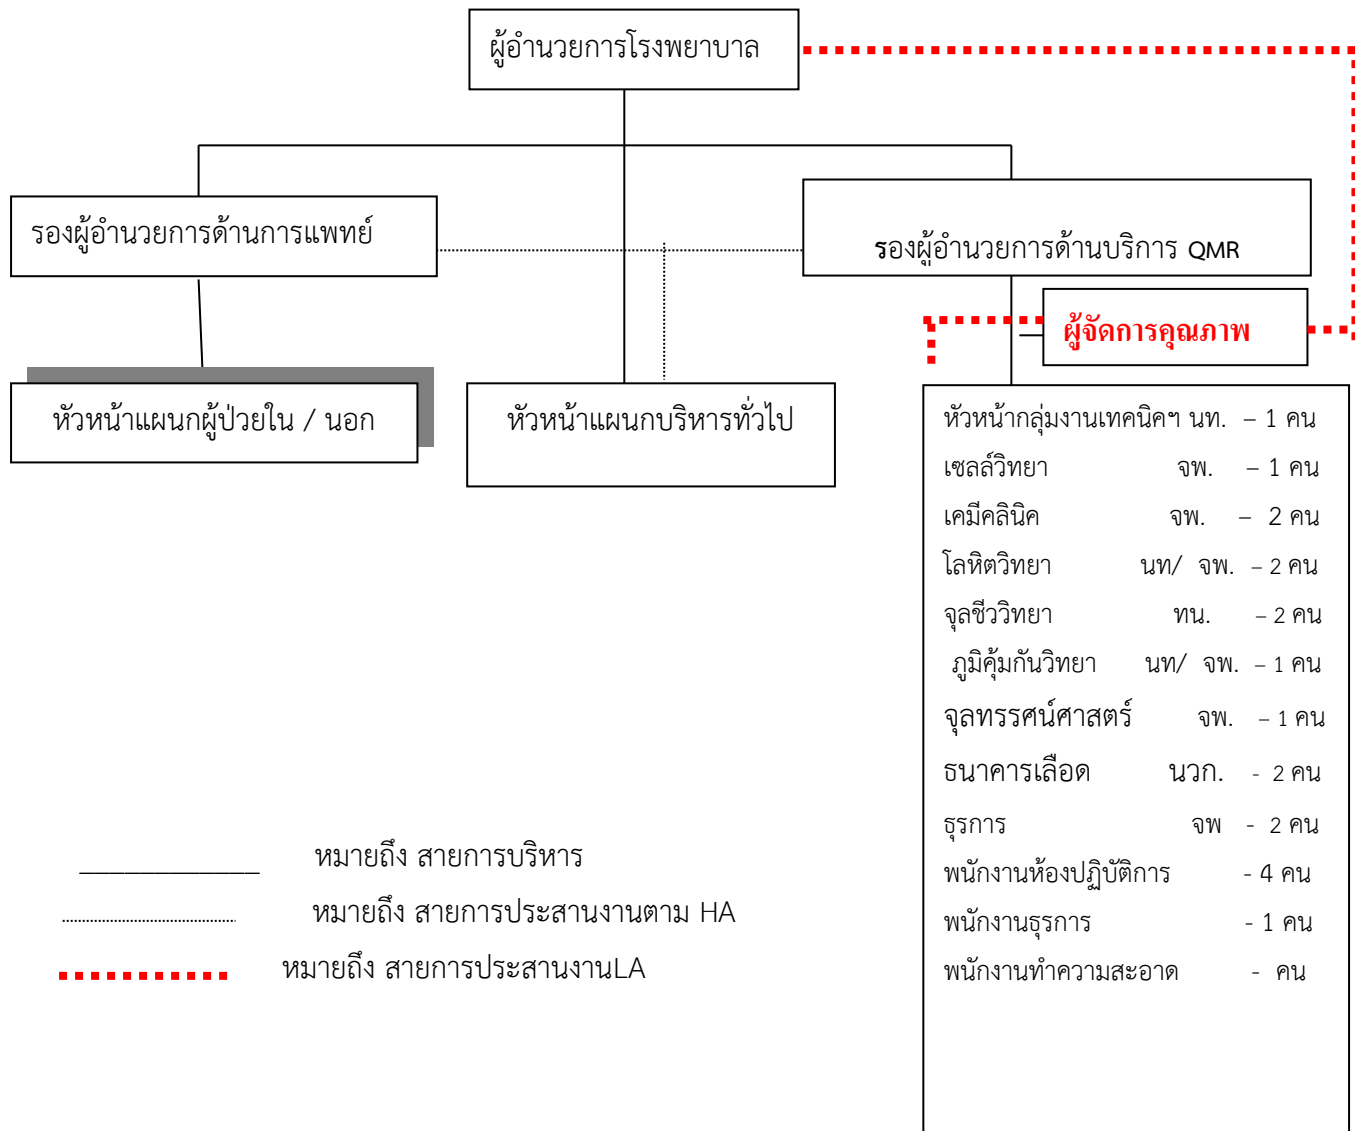 ผู้อำนวยการโรงพยาบาล
รองผู้อำนวยการด้านการแพทย์
รองผู้อำนวยการด้านบริการ QMR
ผู้จัดการคุณภาพ
หัวหน้าแผนกผู้ป่วยใน / นอก
หัวหน้าแผนกบริหารทั่วไป
หัวหน้ากลุ่มงานเทคนิคฯ นท. – 1 คน
เซลล์วิทยา จพ. – 1 คน
เคมีคลินิค จพ. – 2 คน
โลหิตวิทยา นท/ จพ. – 2 คน
จุลชีววิทยา ทน. – 2 คน
ภูมิคุ้มกันวิทยา นท/ จพ. – 1 คน
จุลทรรศน์ศาสตร์ จพ. – 1 คน
ธนาคารเลือด นวก. - 2 คน
ธุรการ จพ - 2 คน
พนักงานห้องปฏิบัติการ - 4 คน
พนักงานธุรการ - 1 คน
พนักงานทำความสะอาด - คน
____________ หมายถึง สายการบริหาร
หมายถึง สายการประสานงานตาม HA
หมายถึง สายการประสานงานLA